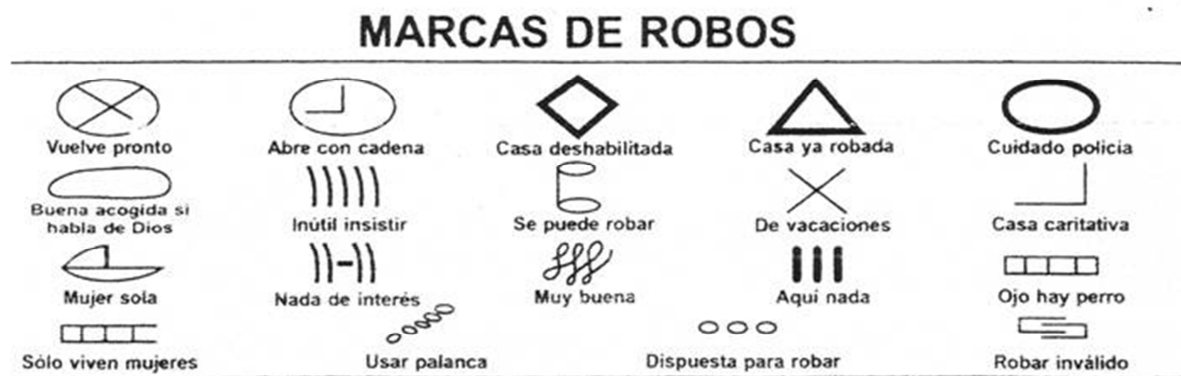 MARCAS DE ROBOS
Vuelve pronto
Abre con cadena
Casa deshabilitada
Casa ya robada
Cuidado policia
Buena acogida si
habla de Dios
Inútil insistir
Se puede robar
De vacaciones
Casa caritativa
Mujer sola
Nada de interés
Muy buena
Aqui nada
Ojo hay perro
Sólo viven mujeres
Usar palanca
Dispuesta para robar
Robar inválido